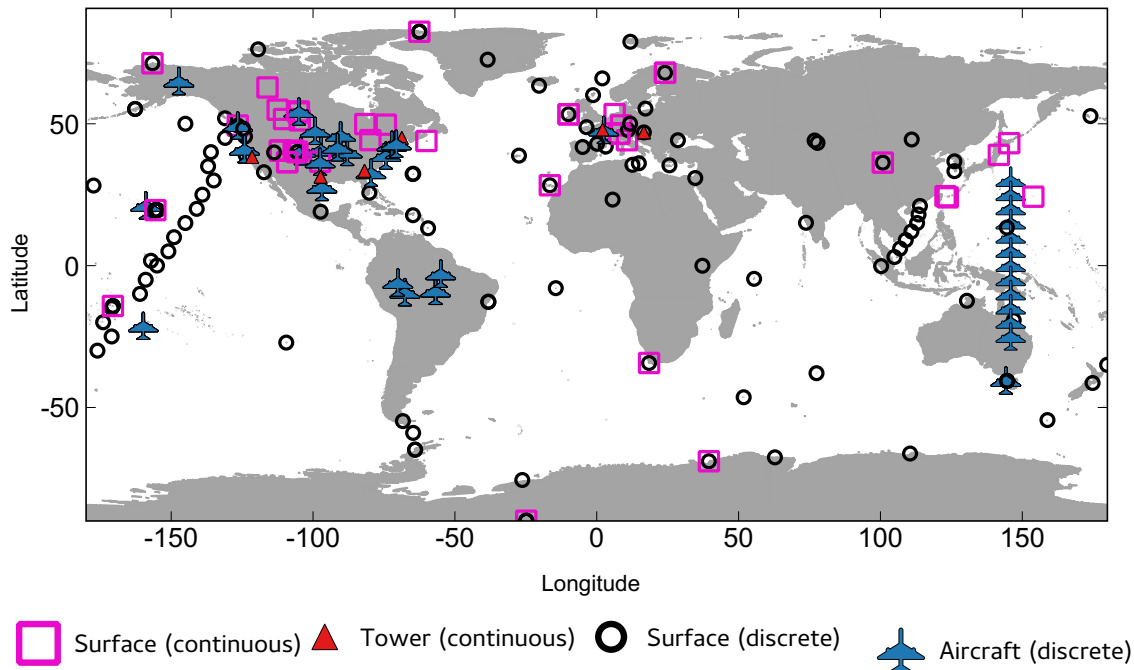 50
0
-50
Latitude
-150 -100 -50 0 50 100 150
Longitude
Surface (continuous) Tower (continuous) Surface (discrete) Aircraft (discrete)